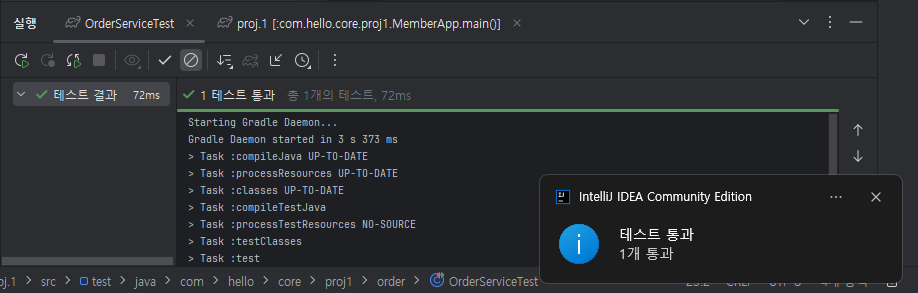 실행 OrderServiceTest proj.1 [:com.hello.core.proj1.MemberApp.main()]
테스트 결과 72ms
1 테스트 통과 총 1개의 테스트, 72ms
Starting Gradle Daemon...
Gradle Daemon started in 3 s 373 ms
> Task :compileJava UP-TO-DATE
> Task :processResources UP-TO-DATE
> Task :classes UP-TO-DATE
> Task :compileTestJava
> Task :processTestResources NO-SOURCE
> Task :testClasses
> Task :test
IntelliJ IDEA Community Edition
테스트 통과
1개 통과
oj.1 > src > test > java > com > hello > core > proj1 > order > OrderServiceTest